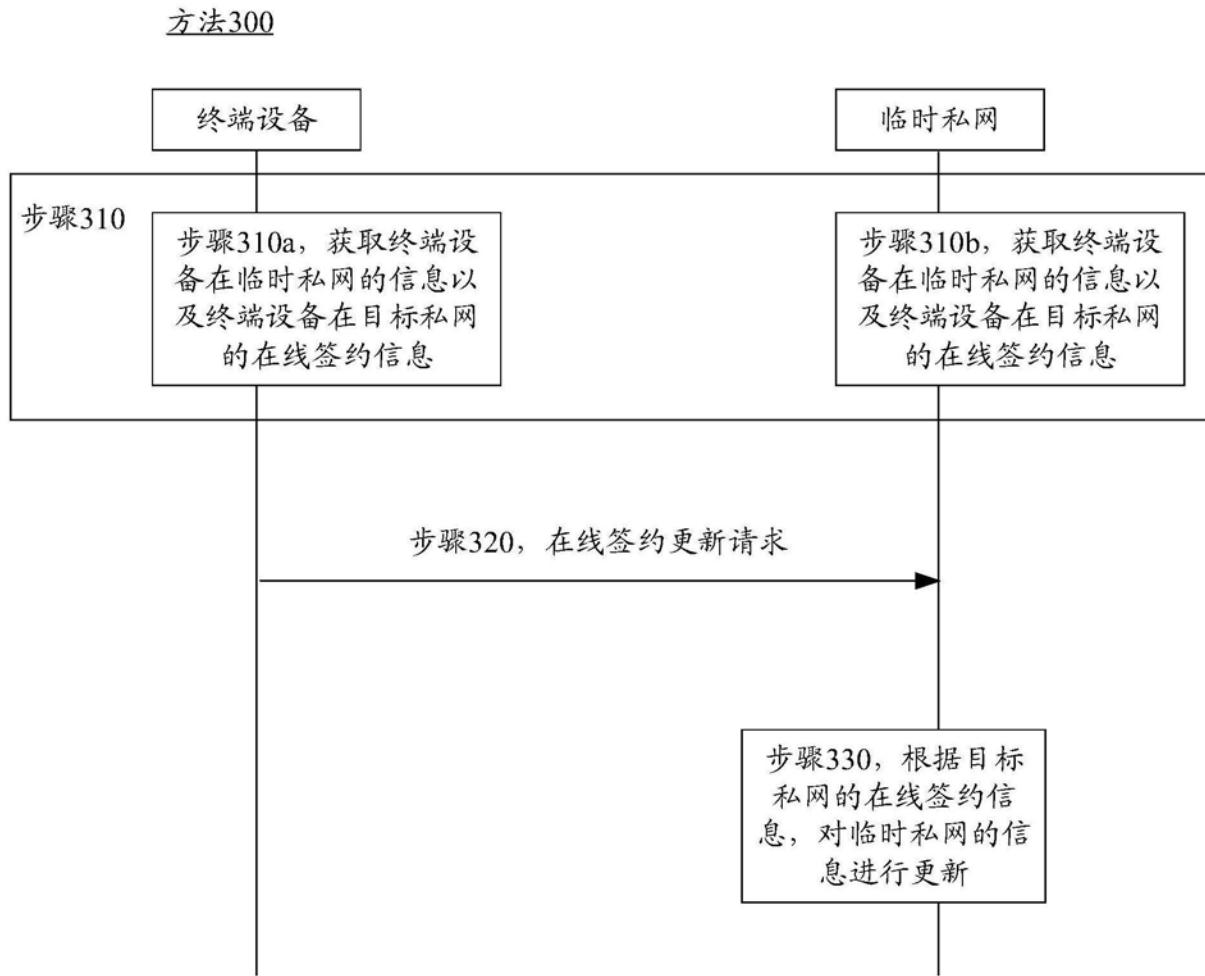 方法300
终端设备
临时私网
步骤310
步骤310a，获取终端设
备在临时私网的信息以
及终端设备在目标私网
的在线签约信息
步骤310b，获取终端设
备在临时私网的信息以
及终端设备在目标私网
的在线签约信息
步骤320，在线签约更新请求
步骤330，根据目标
私网的在线签约信
息，对临时私网的信
息进行更新